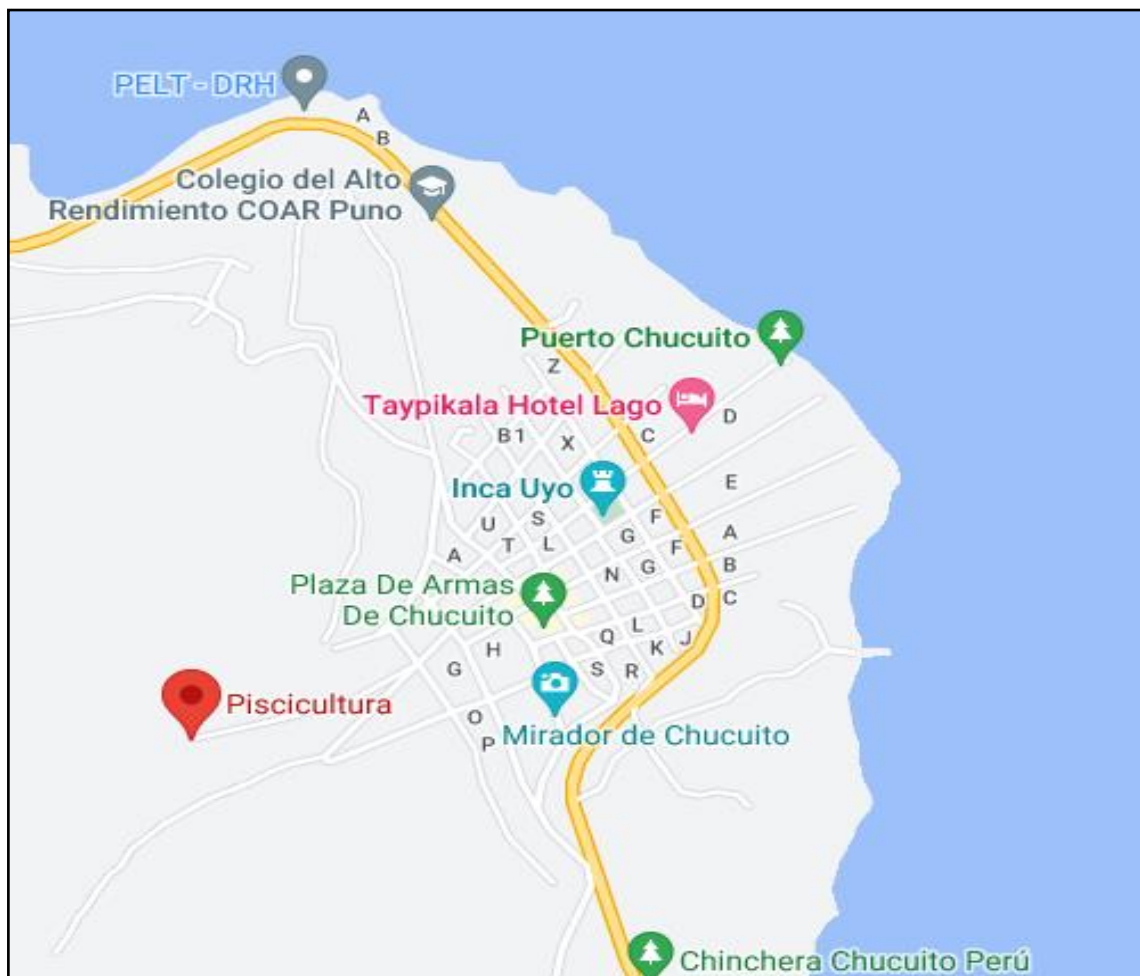 PELT - DRH
A
B
Colegio del Alto
Rendimiento COAR Puno
Puerto Chucuito
Z
Taypikala Hotel Lago
D
B1
X
C
Inca Uyo
E
U
S
F
G
F
A
A
T
L
N
G
B
Plaza De Armas
De Chucuito
D
C
H
Q
L
K
J
G
S
R
Piscicultura
O
P
Mirador de Chucuito
Chinchera Chucuito Perú